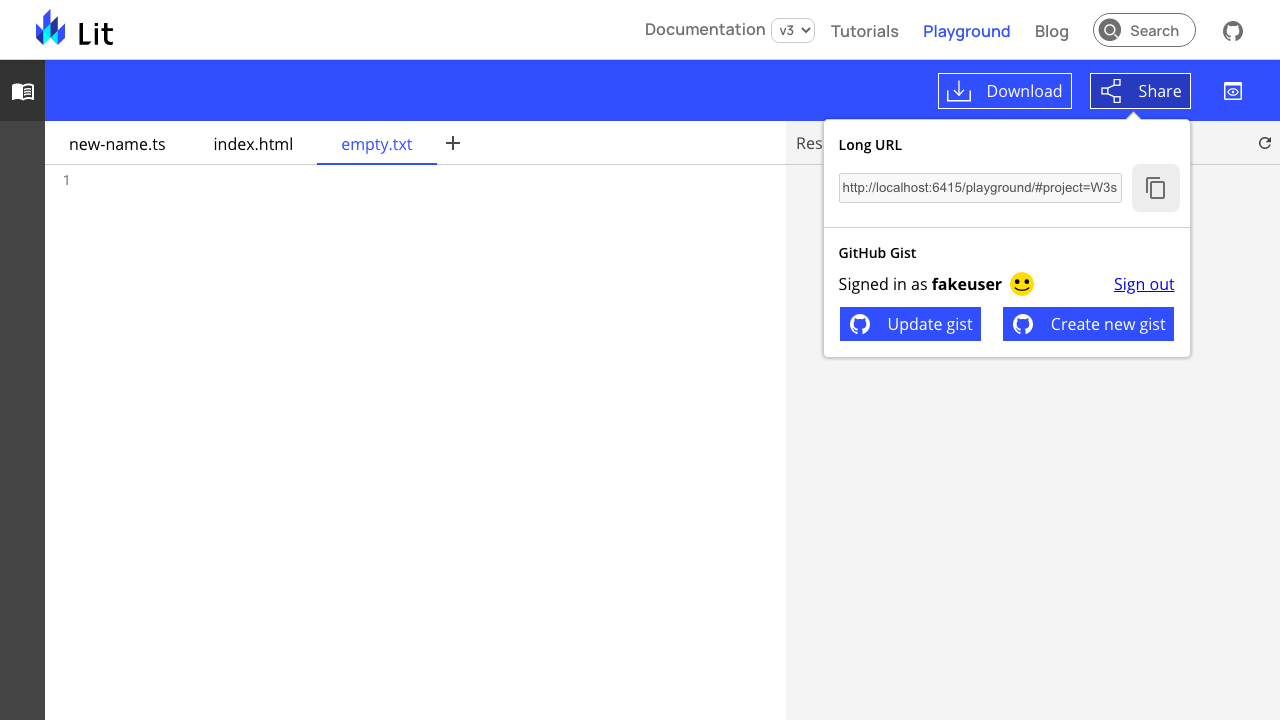 Lit
Documentation v3 Tutorials Playground Blog Search
Download Share
new-name.ts index.html empty.txt Res
1
Long URL
http://localhost:6415/playground/#project=W3s
GitHub Gist
Signed in as fakeuser Sign out
Update gist Create new gist